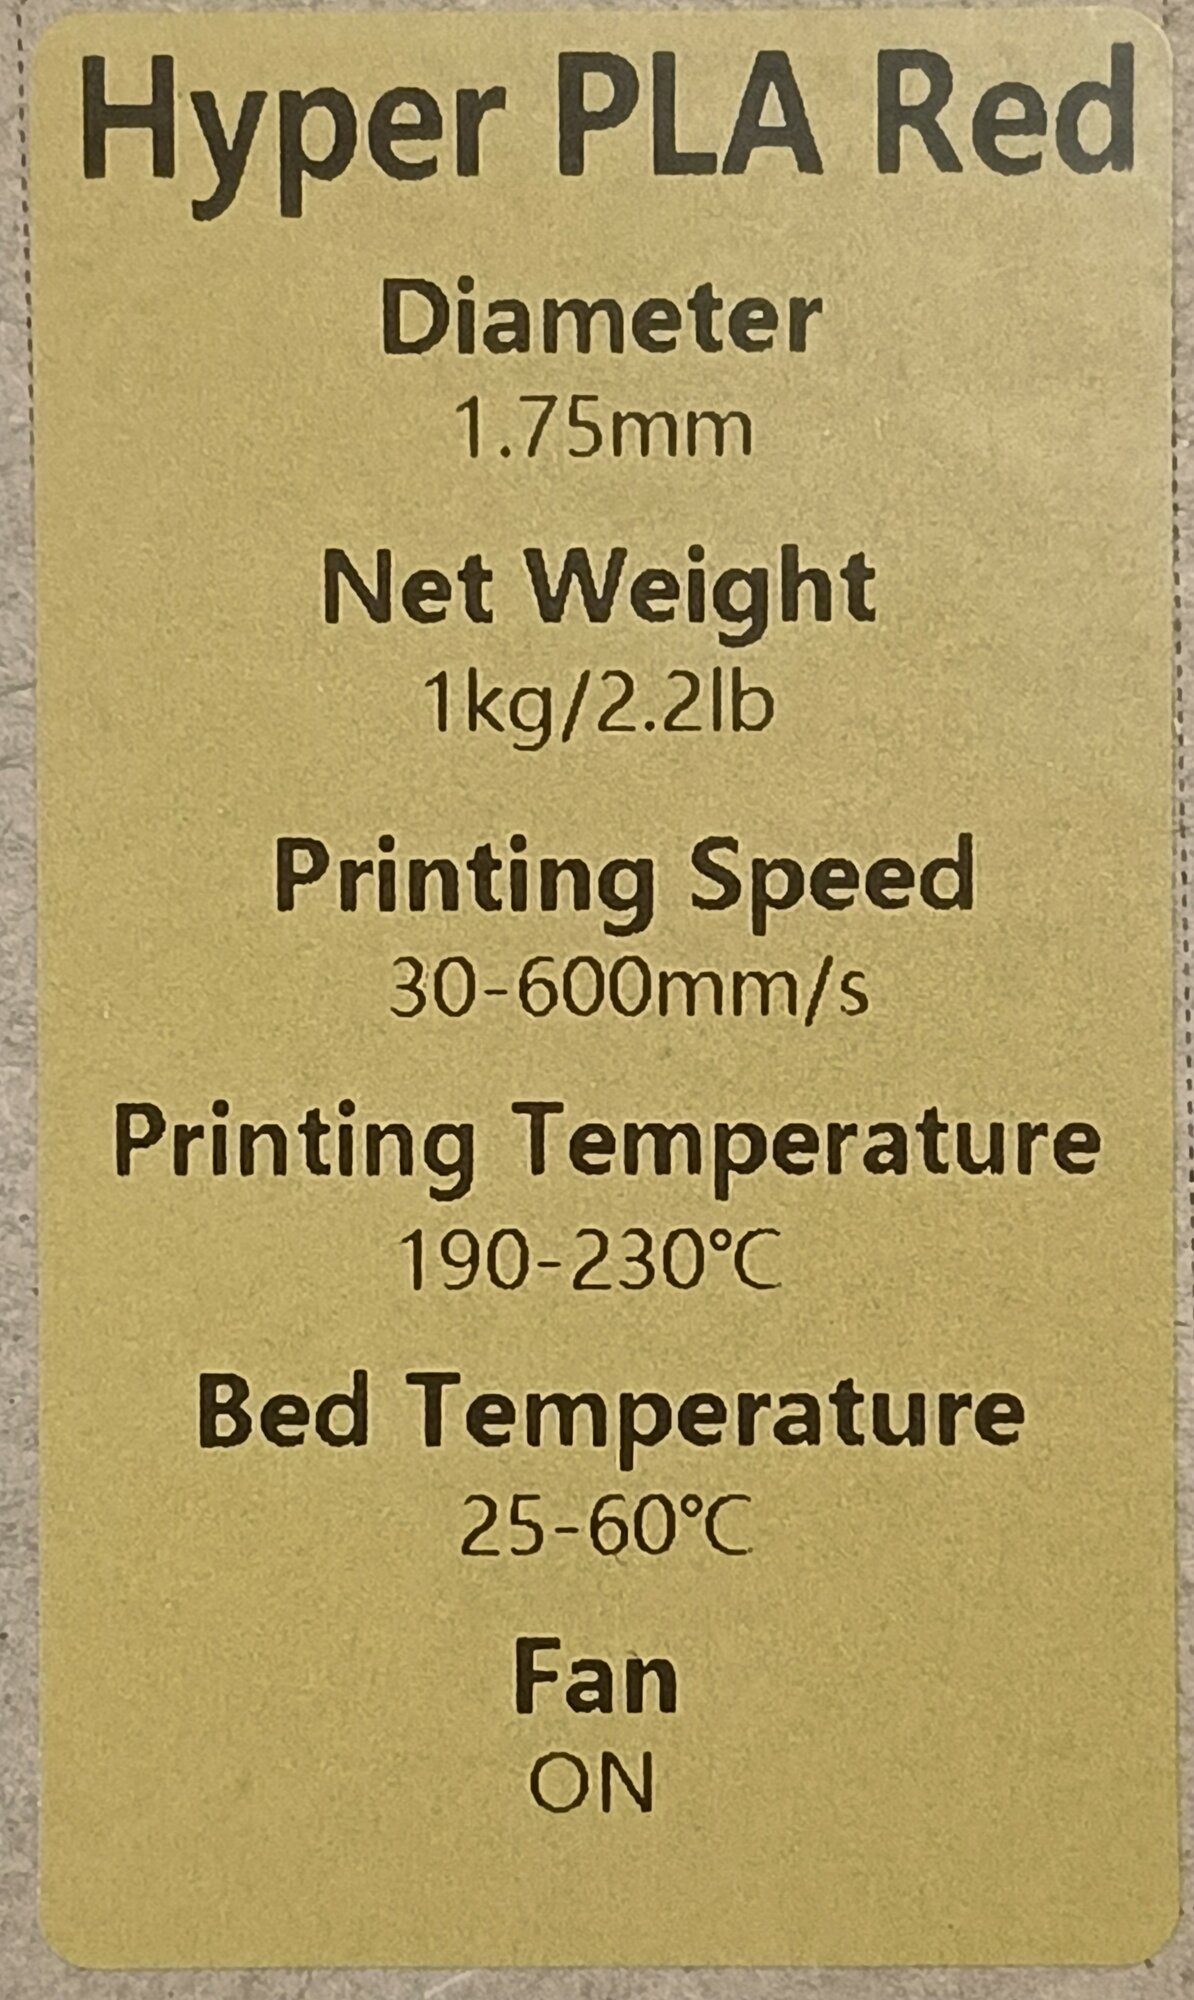 Hyper PLA Red
Diameter
1.75mm
Net Weight
1kg/2.2lb
Printing Speed
30-600mm/s
Printing Temperature
190-230℃
Bed Temperature
25-60℃
Fan
ON